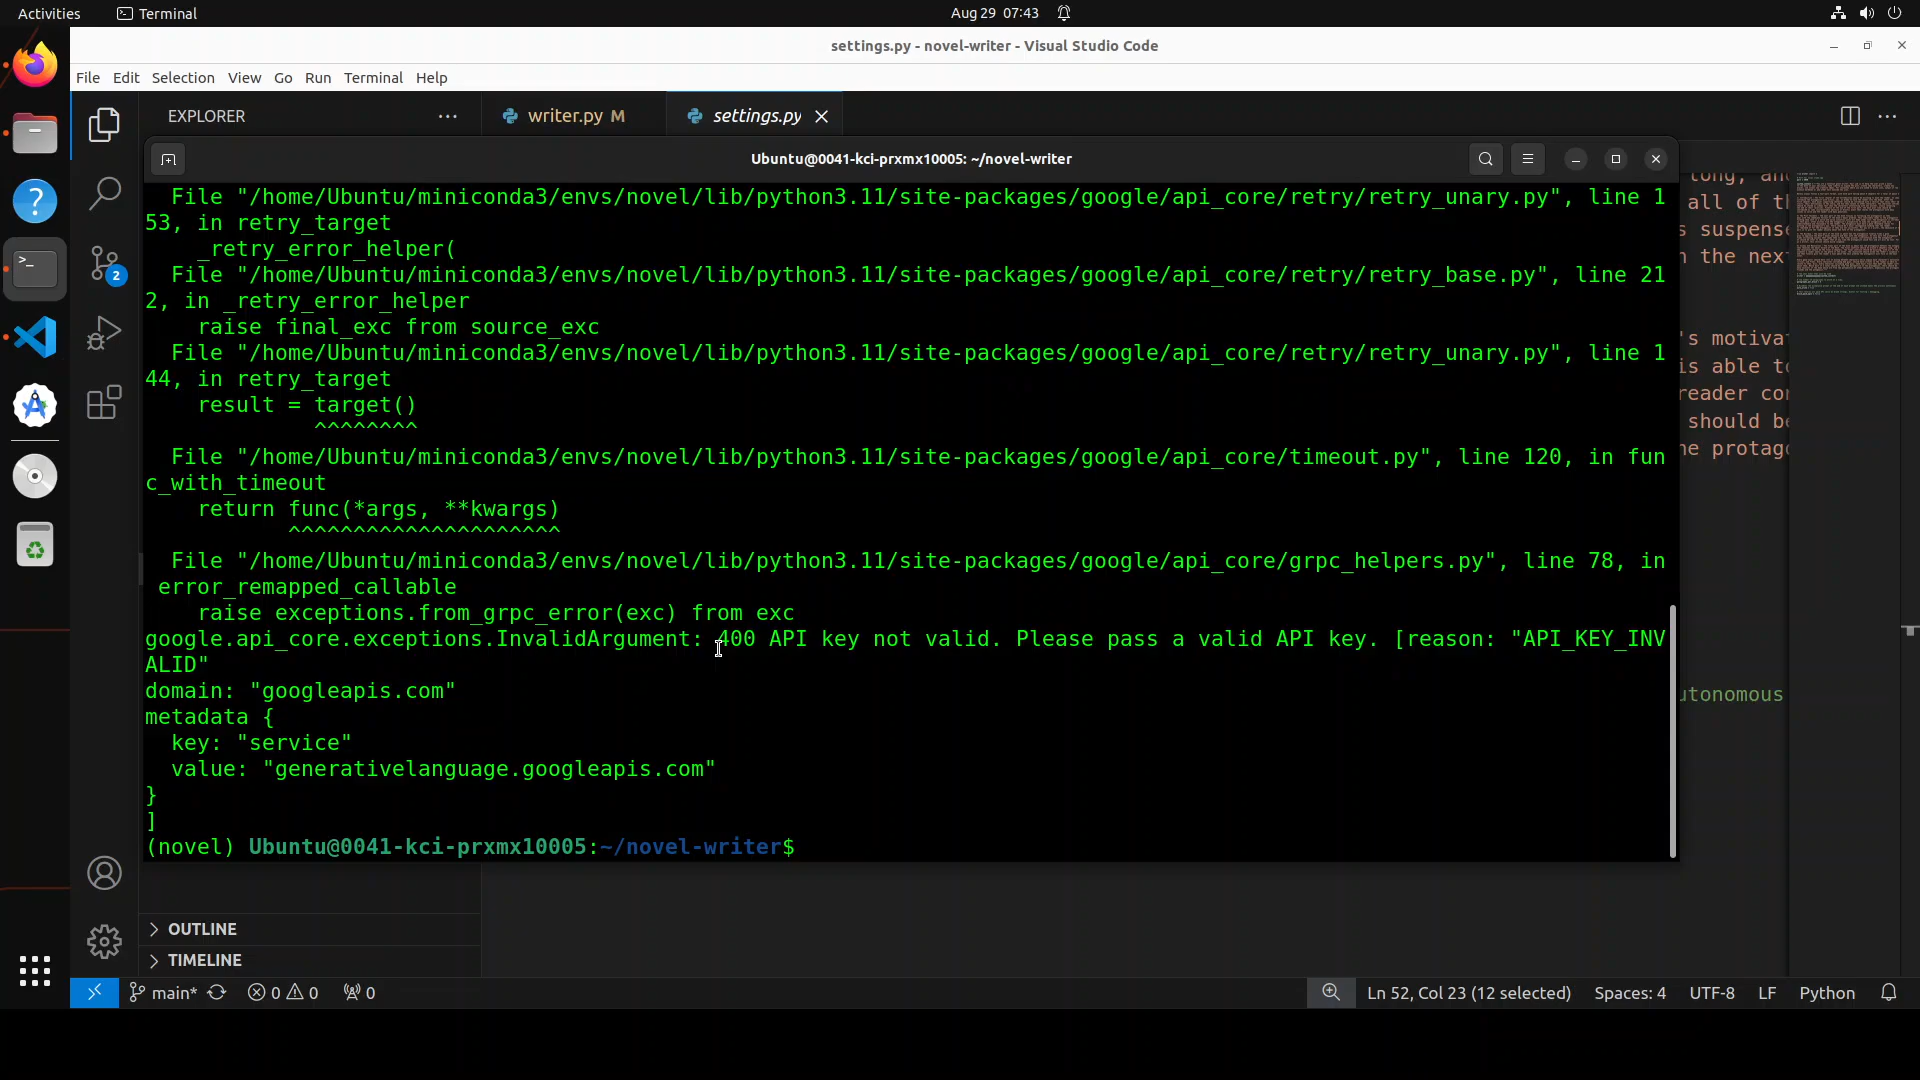 Activities Terminal Aug 29 07:43
settings.py - novel-writer - Visual Studio Code
File Edit Selection View Go Run Terminal Help
EXPLORER writer.py M settings.py
Ubuntu@0041-kci-prxmx10005: ~/novel-writer
File "/home/Ubuntu/miniconda3/envs/novel/lib/python3.11/site-packages/google/api_core/retry/retry_unary.py", line 1
53, in retry_target
_retry_error_helper(
File "/home/Ubuntu/miniconda3/envs/novel/lib/python3.11/site-packages/google/api_core/retry/retry_base.py", line 21
2, in _retry_error_helper
raise final_exc from source_exc
File "/home/Ubuntu/miniconda3/envs/novel/lib/python3.11/site-packages/google/api_core/retry/retry_unary.py", line 1
44, in retry_target
result = target()
^^^^^^^^
File "/home/Ubuntu/miniconda3/envs/novel/lib/python3.11/site-packages/google/api_core/timeout.py", line 120, in fun
c_with_timeout
return func(*args, **kwargs)
^^^^^^^^^^^^^^^^^^^^^
File "/home/Ubuntu/miniconda3/envs/novel/lib/python3.11/site-packages/google/api_core/grpc_helpers.py", line 78, in
error_remapped_callable
raise exceptions.from_grpc_error(exc) from exc
google.api_core.exceptions.InvalidArgument: 400 API key not valid. Please pass a valid API key. [reason: "API_KEY_INV
ALID"
domain: "googleapis.com"
metadata {
key: "service"
value: "generativelanguage.googleapis.com"
}
]
(novel) Ubuntu@0041-kci-prxmx10005:~/novel-writer$
all of
suspens
the nex
's motiva
is able to
reader
should
protag
utonomous
2
OUTLINE
TIMELINE
main* 0 0 0 Ln 52, Col 23 (12 selected) Spaces: 4 UTF-8 LF Python